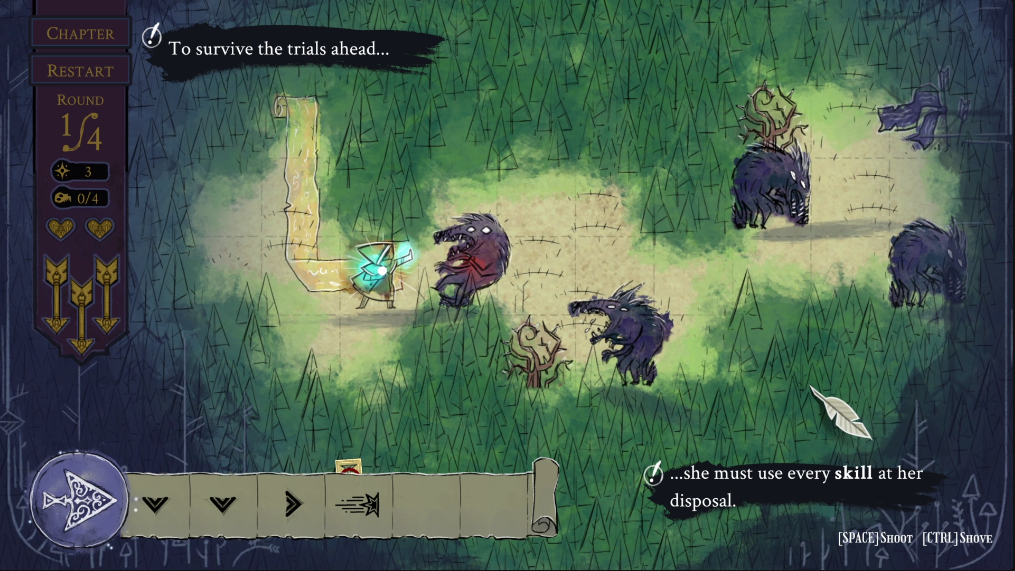 CHAPTER
To survive the trials ahead...
RESTART
ROUND
1/4
3
0/4
...she must use every skill at her
disposal.
[SPACE]SHOOT [CTRL]SHOVE